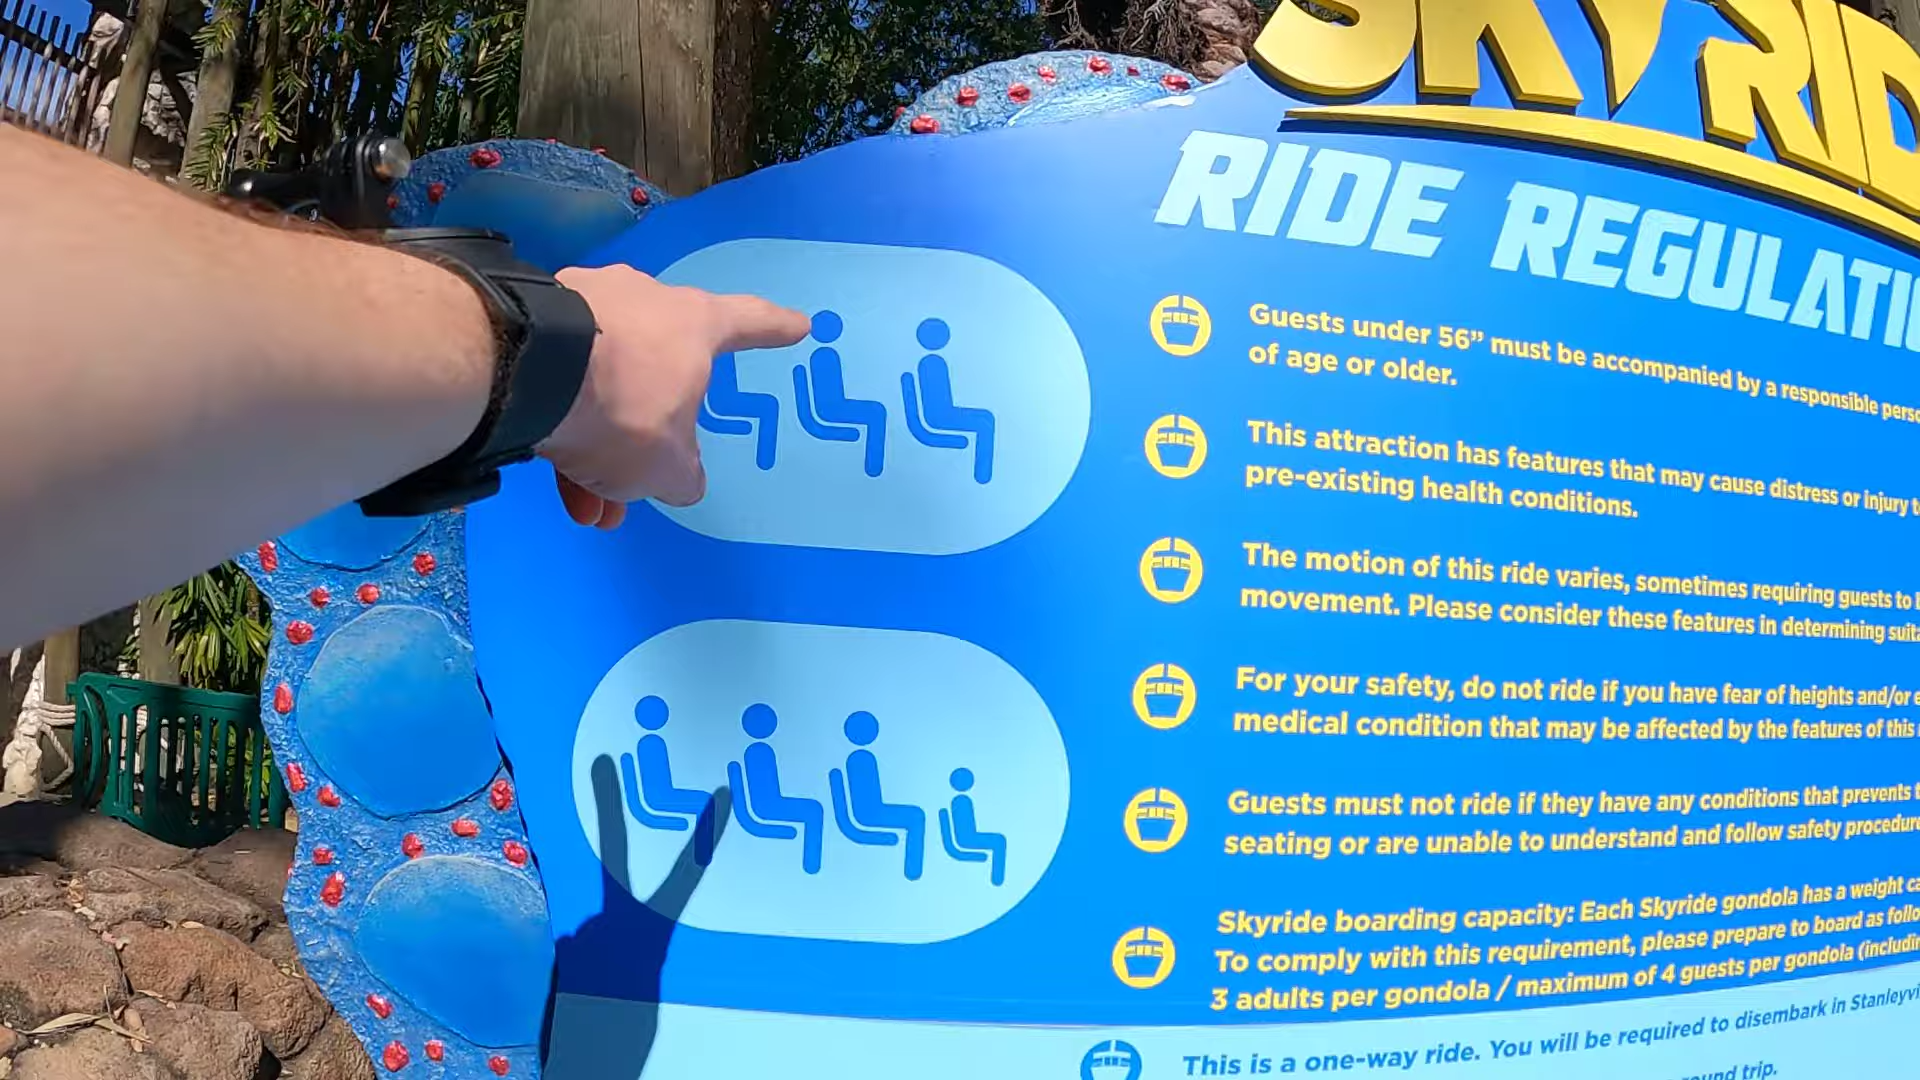 SKYRID
RIDE REGULATIO
Guests under 56” must be accompanied by a responsible perso
of age or older.
This attraction has features that may cause distress or injury t
pre-existing health conditions.
The motion of this ride varies, sometimes requiring guests to
movement. Please consider these features in determining suita
For your safety, do not ride if you have fear of heights and/or
medical condition that may be affected by the features of this
Guests must not ride if they have any conditions that prevents
seating or are unable to understand and follow safety procedure
Skyride boarding capacity: Each Skyride gondola has a weight ca
To comply with this requirement, please prepare to board as follo
3 adults per gondola / maximum of 4 guests per gondola (includin
This is a one-way ride. You will be required to disembark in Stanleyvi
ound trip.